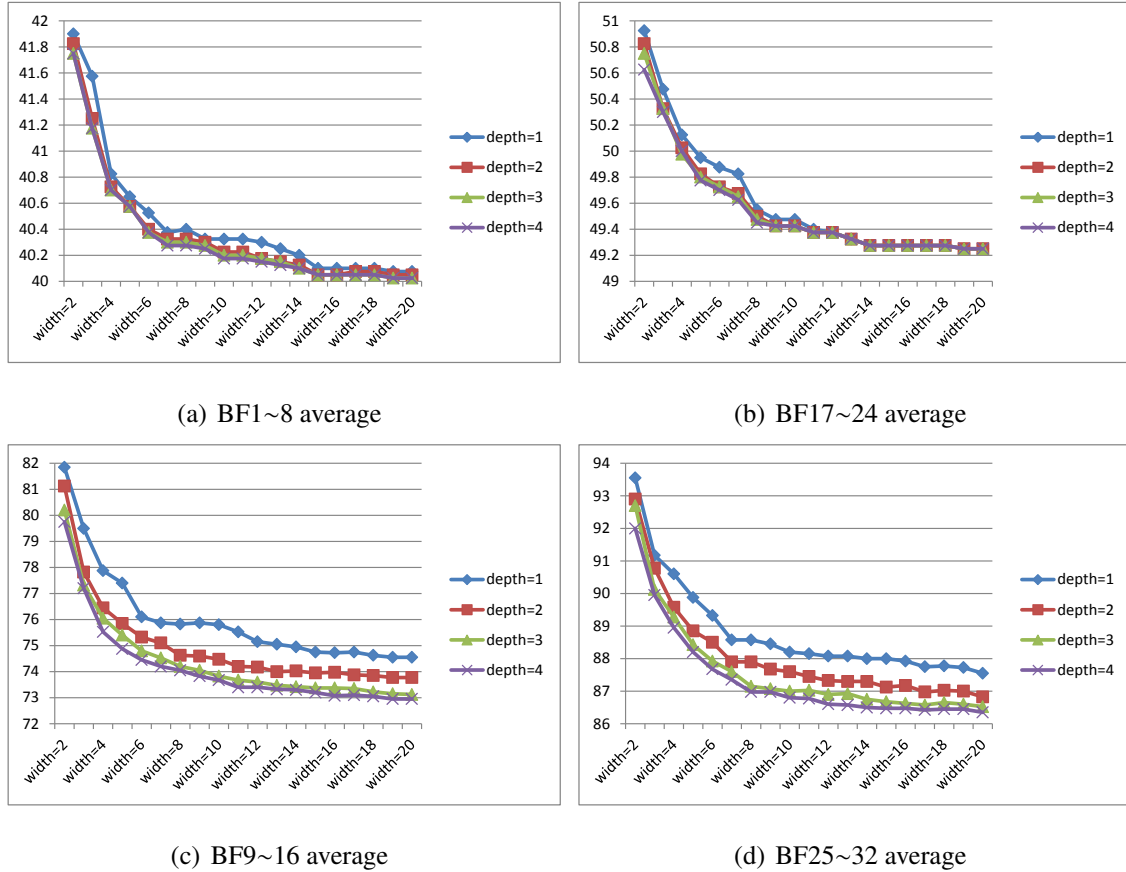 42
41.8
41.6
41.4
41.2
41
40.8
40.6
40.4
40.2
40
width=2
width=4
width=6
width=8
width=10
width=12
width=14
width=16
width=18
width=20
depth=1
depth=2
depth=3
depth=4
(a) BF1~8 average
51
50.8
50.6
50.4
50.2
50
49.8
49.6
49.4
49.2
49
width=2
width=4
width=6
width=8
width=10
width=12
width=14
width=16
width=18
width=20
depth=1
depth=2
depth=3
depth=4
(b) BF17~24 average
82
81
80
79
78
77
76
75
74
73
72
width=2
width=4
width=6
width=8
width=10
width=12
width=14
width=16
width=18
width=20
depth=1
depth=2
depth=3
depth=4
(c) BF9~16 average
94
93
92
91
90
89
88
87
86
width=2
width=4
width=6
width=8
width=10
width=12
width=14
width=16
width=18
width=20
depth=1
depth=2
depth=3
depth=4
(d) BF25~32 average